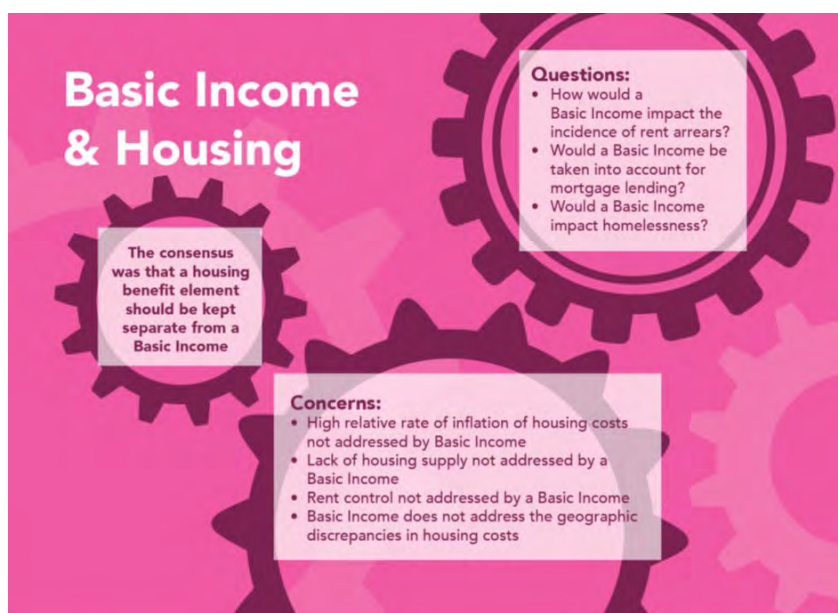 Basic Income
& Housing
Questions:
• How would a
Basic Income impact the
incidence of rent arrears?
• Would a Basic Income be
taken into account for
mortgage lending?
• Would a Basic Income
impact homelessness?
The consensus
was that a housing
benefit element
should be kept
separate from a
Basic Income
Concerns:
• High relative rate of inflation of housing costs
not addressed by Basic Income
• Lack of housing supply not addressed by a
Basic Income
• Rent control not addressed by a Basic Income
• Basic Income does not address the geographic
discrepancies in housing costs